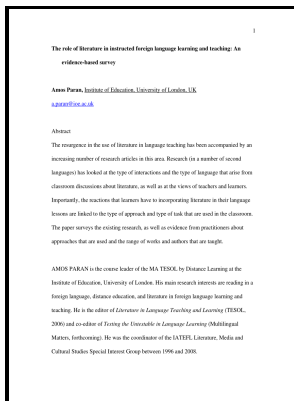 1
The role of literature in instructed foreign language learning and teaching: An
evidence-based survey
Amos Paran, Institute of Education, University of London, UK
a.paran@ioe.ac.uk
Abstract
The resurgence in the use of literature in language teaching has been accompanied by an
increasing number of research articles in this area. Research (in a number of second
languages) has looked at the type of interactions and the type of language that arise from
classroom discussions about literature, as well as at the views of teachers and learners.
Importantly, the reactions that learners have to incorporating literature in their language
lessons are linked to the type of approach and type of task that are used in the classroom.
The paper surveys the existing research, as well as evidence from practitioners about
approaches that are used and the range of works and authors that are taught.
AMOS PARAN is the course leader of the MA TESOL by Distance Learning at the
Institute of Education, University of London. His main research interests are reading in a
foreign language, distance education, and literature in foreign language learning and
teaching. He is the editor of Literature in Language Teaching and Learning (TESOL,
2006) and co-editor of Testing the Untestable in Language Learning (Multilingual
Matters, forthcoming). He was the coordinator of the IATEFL Literature, Media and
Cultural Studies Special Interest Group between 1996 and 2008.